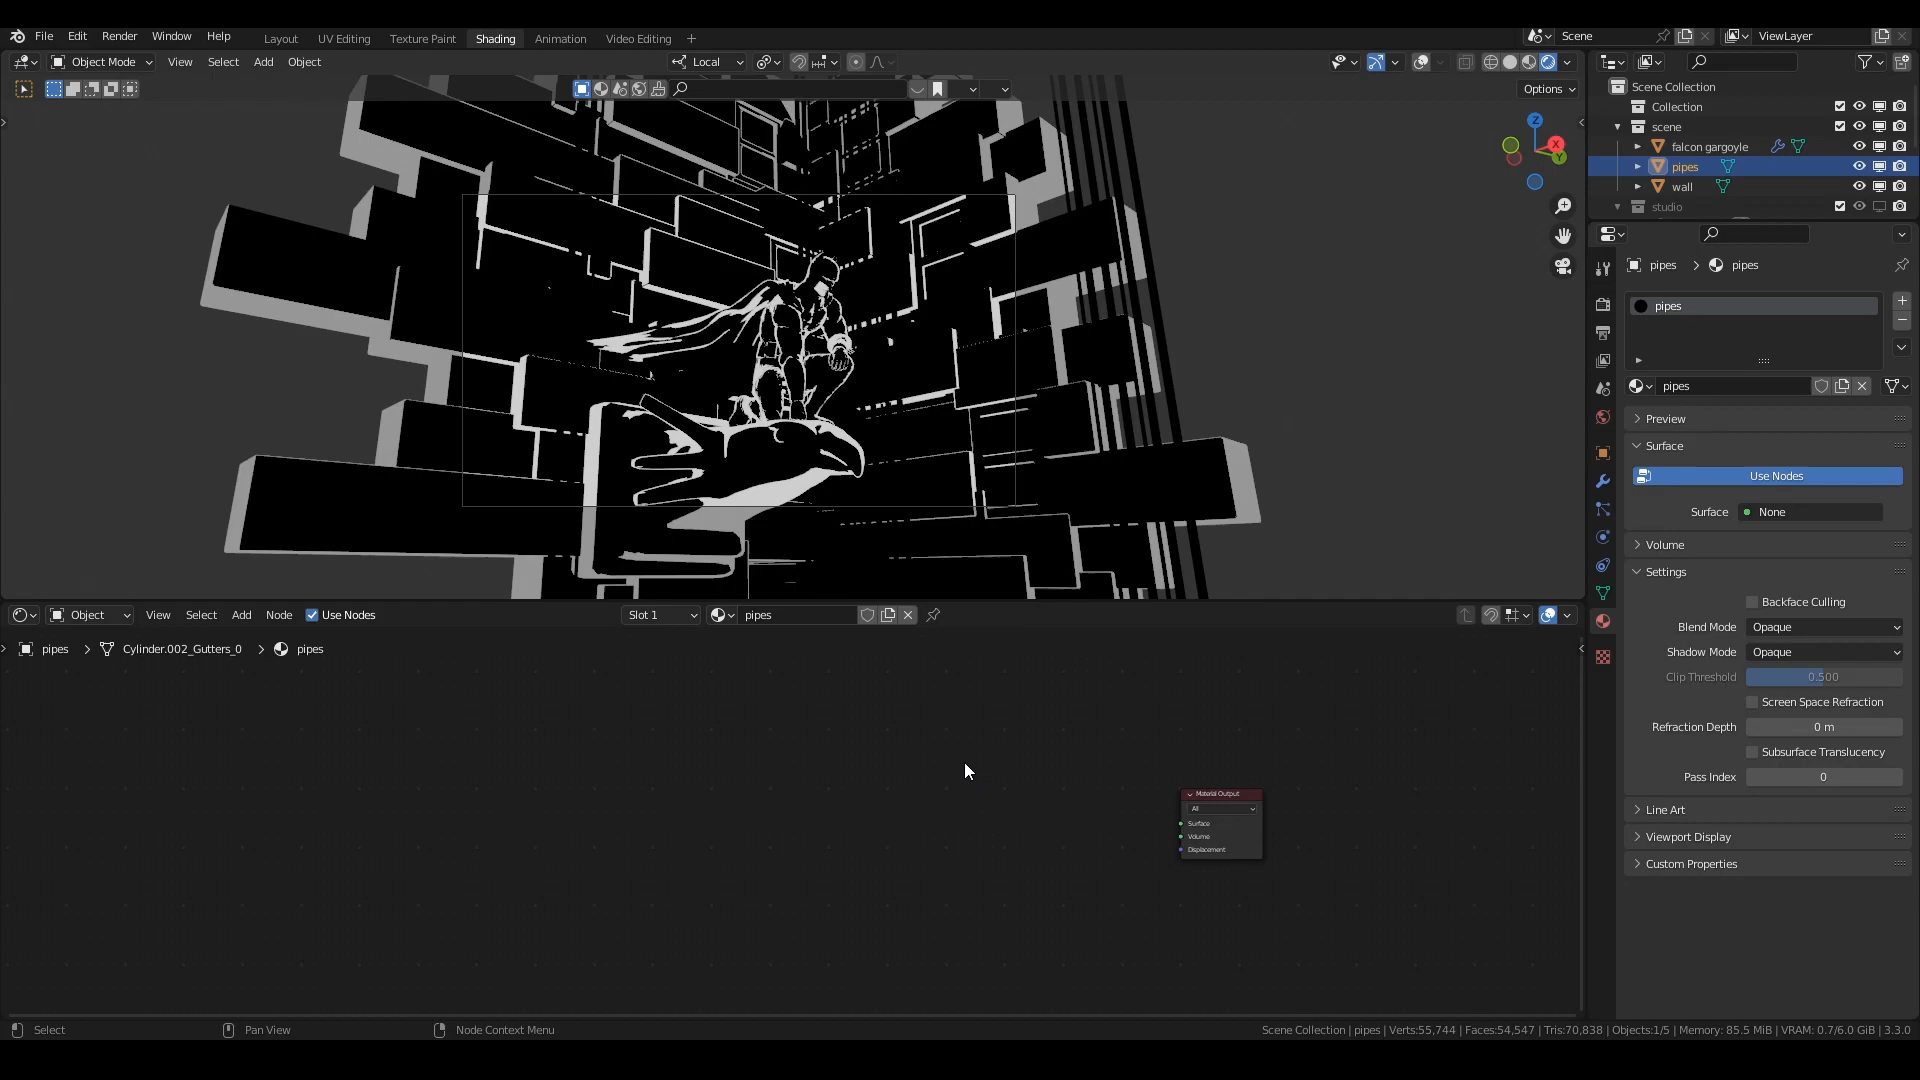 File Edit Render Window Help Layout UV Editing Texture Paint Shading Animation Video Editing + Scene ViewLayer
Object Mode View Select Add Object Local
Options
Z
X
Y
Scene Collection
Collection
scene
falcon gargoyle
pipes
wall
studio
pipes > pipes
pipes
pipes
Preview
Surface
Use Nodes
Surface None
Volume
Settings
Backface Culling
Blend Mode Opaque
Shadow Mode Opaque
Clip Threshold 0.500
Screen Space Refraction
Refraction Depth 0 m
Subsurface Translucency
Pass Index 0
Line Art
Viewport Display
Custom Properties
Object View Select Add Node Use Nodes Slot 1 pipes
pipes > Cylinder.002_Gutters_0 > pipes
Material Output
All
Surface
Volume
Displacement
Select Pan View Node Context Menu Scene Collection | pipes | Verts:55,744 | Faces:54,547 | Tris:70,838 | Objects:1/5 | Memory: 85.5 MiB | VRAM: 0.7/6.0 GiB | 3.3.0